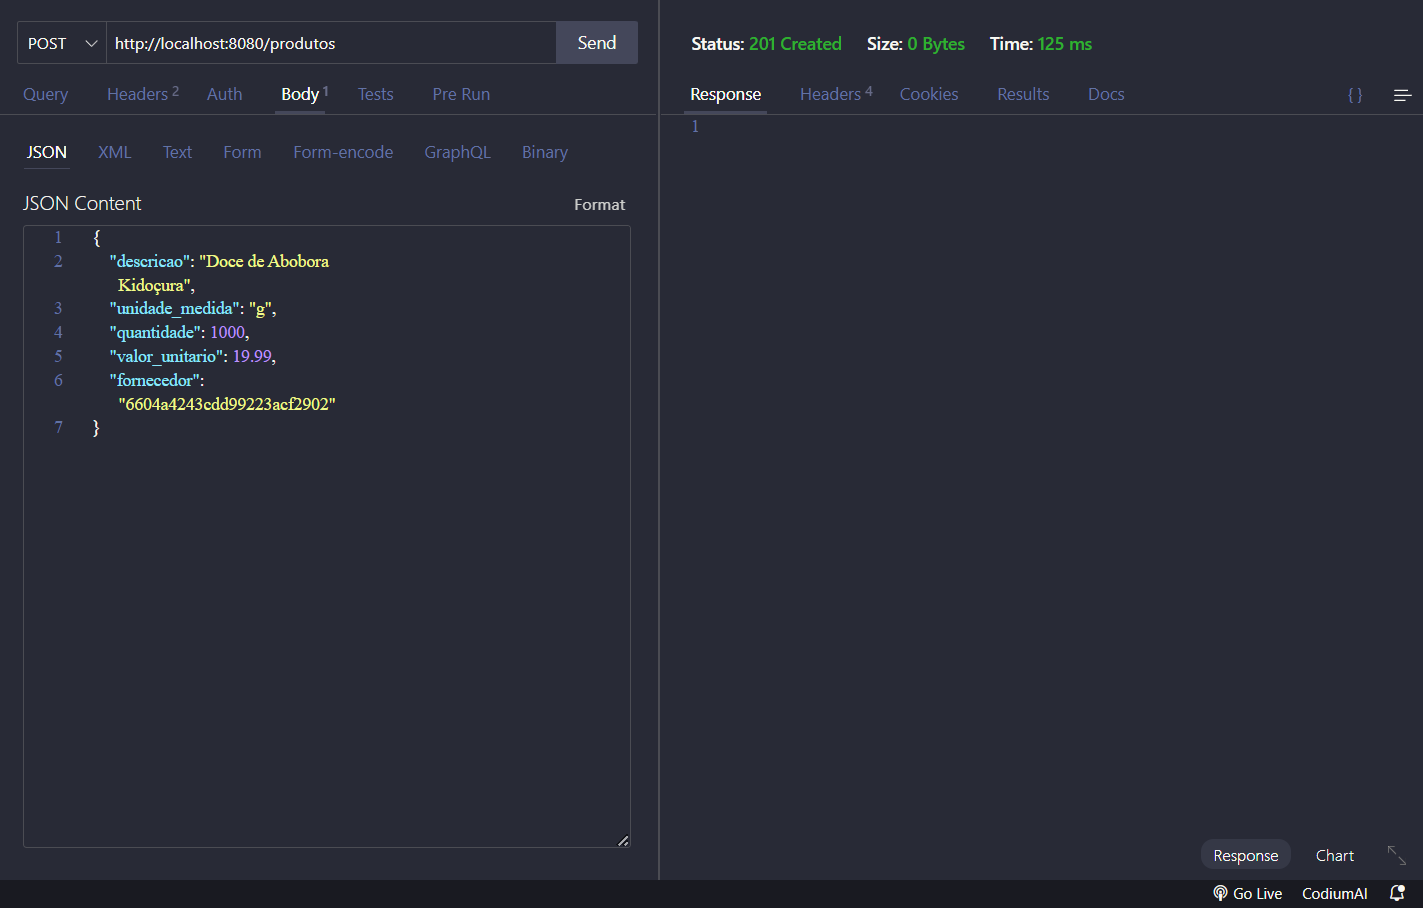 POST http://localhost:8080/produtos Send
Query Headers 2 Auth Body 1 Tests Pre Run
JSON XML Text Form Form-encode GraphQL Binary
JSON Content Format
1 {
2 "descricao": "Doce de Abobora
Kidoçura",
3 "unidade_medida": "g",
4 "quantidade": 1000,
5 "valor_unitario": 19.99,
6 "fornecedor":
"6604a4243cdd99223acf2902"
7 }
Status: 201 Created Size: 0 Bytes Time: 125 ms
Response Headers 4 Cookies Results Docs { }
1
Response Chart
Go Live CodiumAI